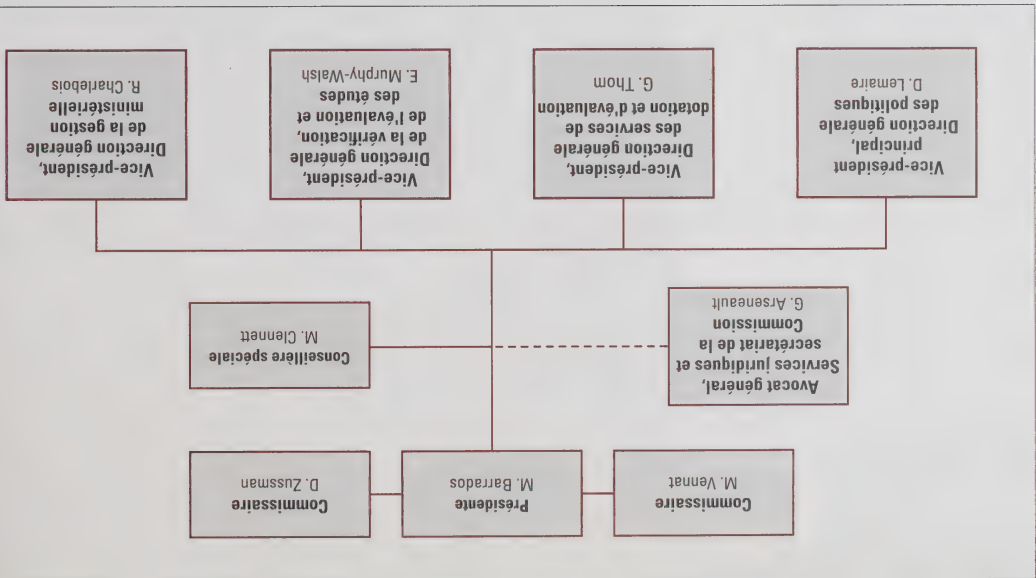 Commissaire
M. Vennat
Présidente
M. Barrados
Commissaire
D. Zussman
Avocat général,
Services juridiques et
secrétariat de la
Commission
G. Arseneault
Conseillère spéciale
M. Clennett
Vice-président
principal,
Direction générale
des politiques
D. Lemaire
Vice-président,
Direction générale
des services de
dotation et d'évaluation
G. Thom
Vice-président,
Direction générale
de la vérification,
de l'évaluation et
des études
E. Murphy-Walsh
Vice-président,
Direction générale
de la gestion
ministérielle
R. Charlebois